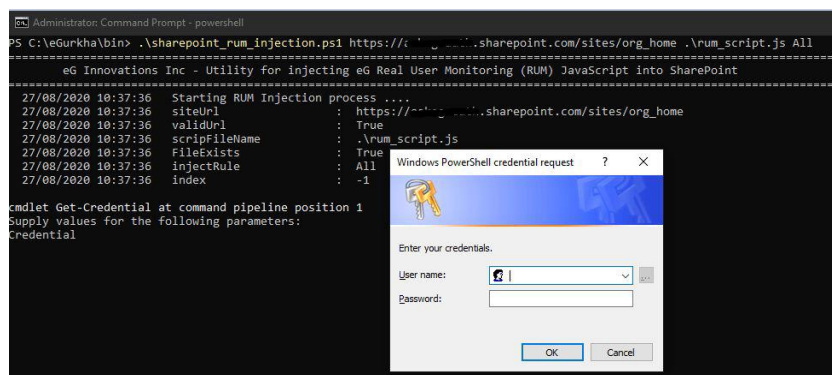 Administrator: Command Prompt - powershell
PS C:\eGurkha\bin> .\sharepoint_rum_injection.ps1 https:// .sharepoint.com/sites/org_home .\rum_script.js All
eG Innovations Inc - Utility for injecting eG Real User Monitoring (RUM) JavaScript into SharePoint
27/08/2020 10:37:36 Starting RUM Injection process ....
27/08/2020 10:37:36 siteUrl : https:// .sharepoint.com/sites/org_home
27/08/2020 10:37:36 validUrl : True
27/08/2020 10:37:36 scripFileName : .\rum_script.js
27/08/2020 10:37:36 FileExists : True
27/08/2020 10:37:36 injectRule : All
27/08/2020 10:37:36 index : -1
cmdlet Get-Credential at command pipeline position 1
Supply values for the following parameters:
Credential
Windows PowerShell credential request ? X
Enter your credentials.
User name:
...
Password:
OK Cancel